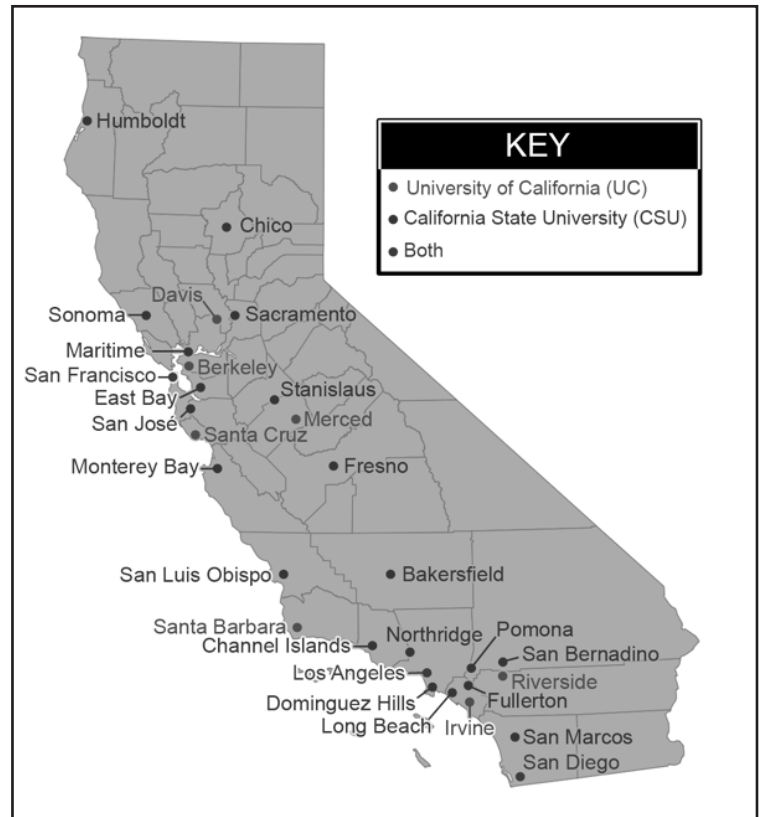 Humboldt
KEY
University of California (UC)
California State University (CSU)
Both
Chico
Davis
Sonoma
Sacramento
Maritime
Berkeley
San Francisco
East Bay
Stanislaus
San José
Merced
Santa Cruz
Monterey Bay
Fresno
San Luis Obispo
Bakersfield
Santa Barbara
Channel Islands
Northridge
Pomona
San Bernadino
Los Angeles
Riverside
Dominguez Hills
Fullerton
Long Beach
Irvine
San Marcos
San Diego